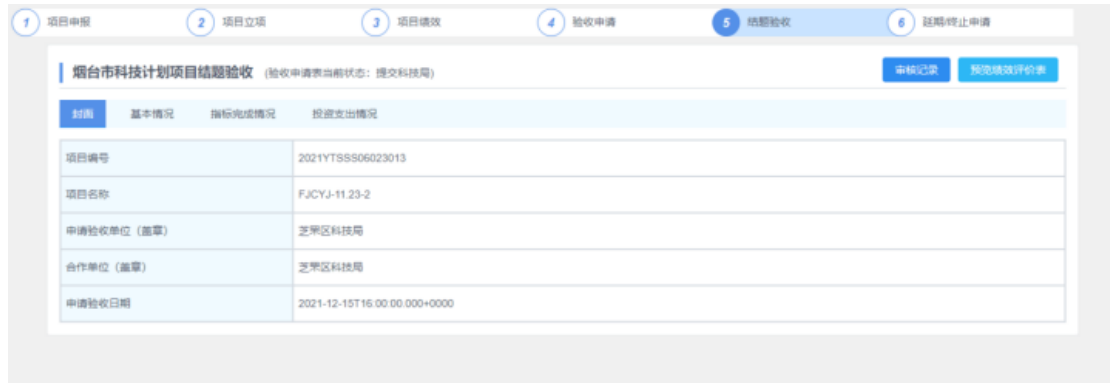 1 项目申报 2 项目立项 3 项目绩效 4 验收申请 5 结题验收 6 延期/终止申请
烟台市科技计划项目结题验收 (验收申请表当前状态：提交科技局) 审核记录 预览绩效评价表
封面 基本情况 指标完成情况 投资支出情况
项目编号 2021YTSSS06023013
项目名称 FJCYJ-11.23-2
申请验收单位（盖章） 芝罘区科技局
合作单位（盖章） 芝罘区科技局
申请验收日期 2021-12-15T16:00:00.000+0000